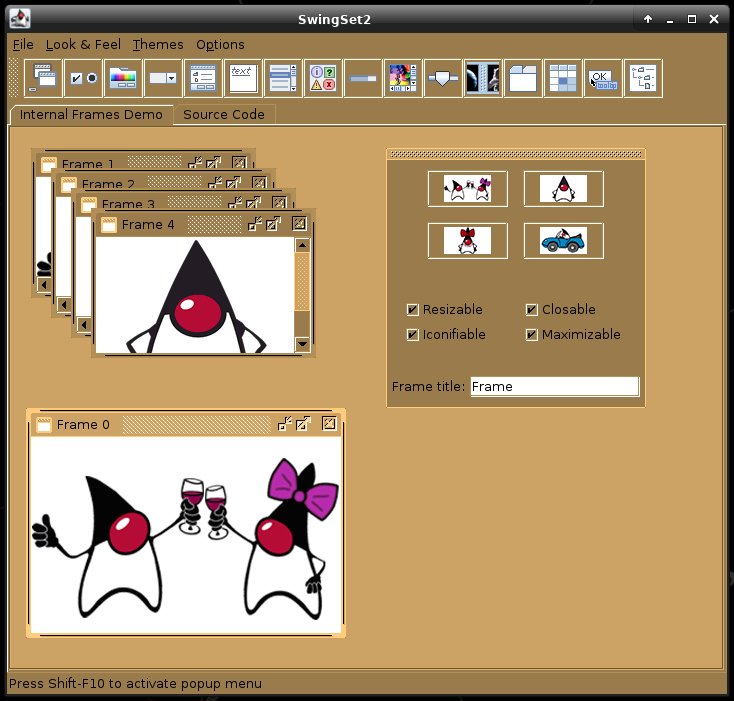 SwingSet2
File Look & Feel Themes Options
text
OK
Internal Frames Demo Source Code
Frame 1
Frame 2
Frame 3
Frame 4
Resizable Closable
Iconifiable Maximizable
Frame title: Frame
Frame 0
Press Shift-F10 to activate popup menu